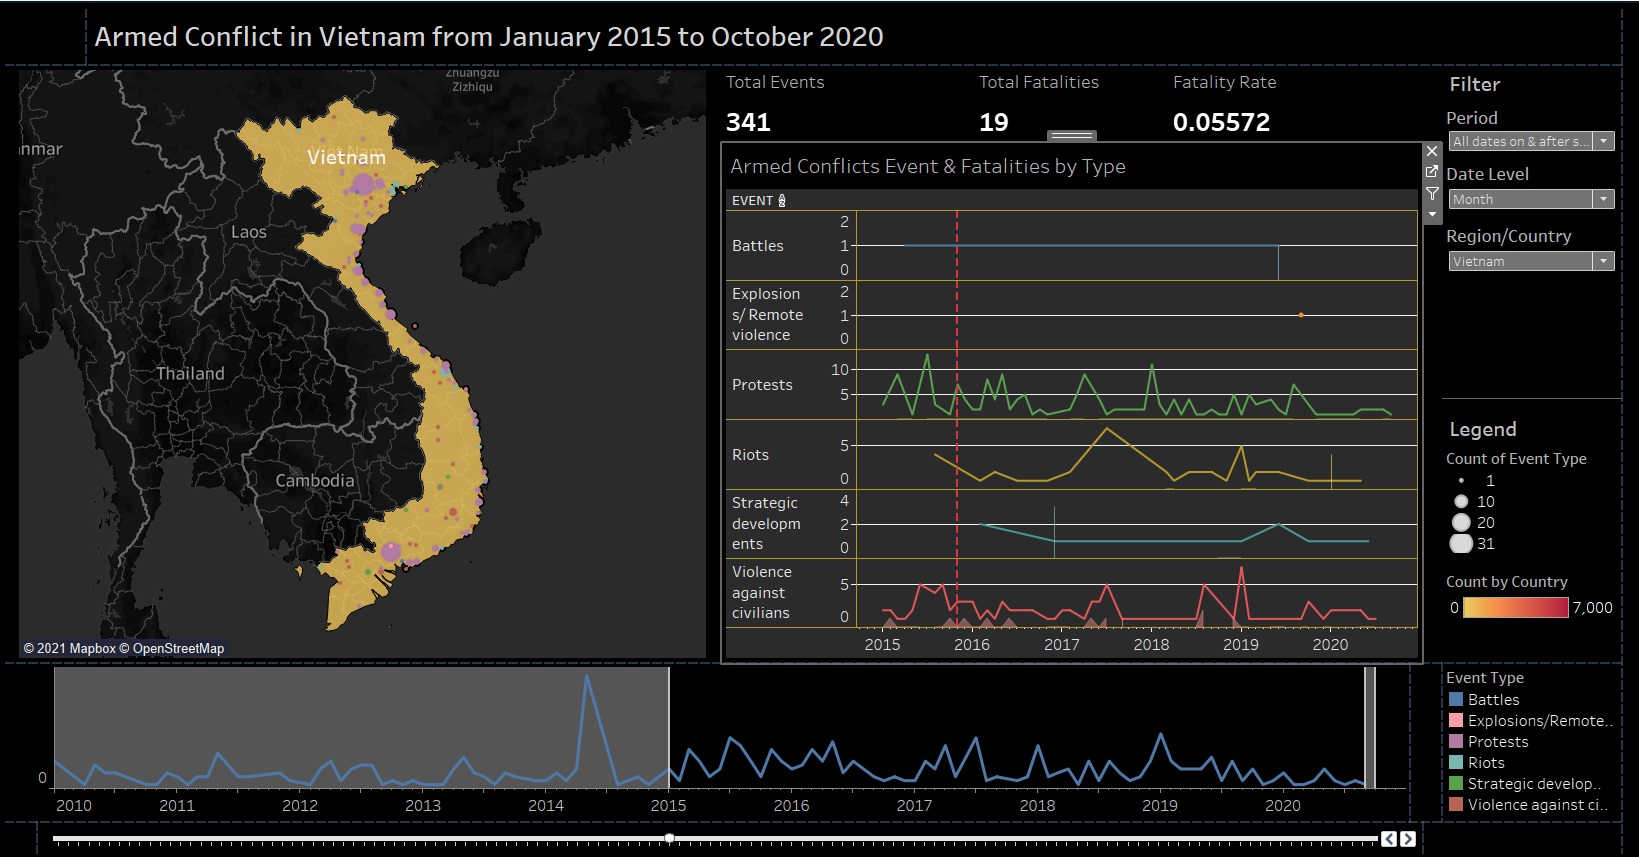 Armed Conflict in Vietnam from January 2015 to October 2020
Zhuangzu
Zizhiqu
nmar
Vietnam
Laos
Thailand
Cambodia
© 2021 Mapbox © OpenStreetMap
Total Events
341
Total Fatalities
19
Fatality Rate
0.05572
Armed Conflicts Event & Fatalities by Type
EVENT
Battles
2
1
0
Explosion
s/ Remote
violence
2
1
0
Protests
10
5
Riots
5
0
Strategic
developm
ents
4
2
0
Violence
against
civilians
5
0
2015 2016 2017 2018 2019 2020
Filter
Period
All dates on & after s...
Date Level
Month
Region/Country
Vietnam
Legend
Count of Event Type
1
10
20
31
Count by Country
0 7,000
0
2010 2011 2012 2013 2014 2015 2016 2017 2018 2019 2020
Event Type
Battles
Explosions/Remote..
Protests
Riots
Strategic develop..
Violence against ci..